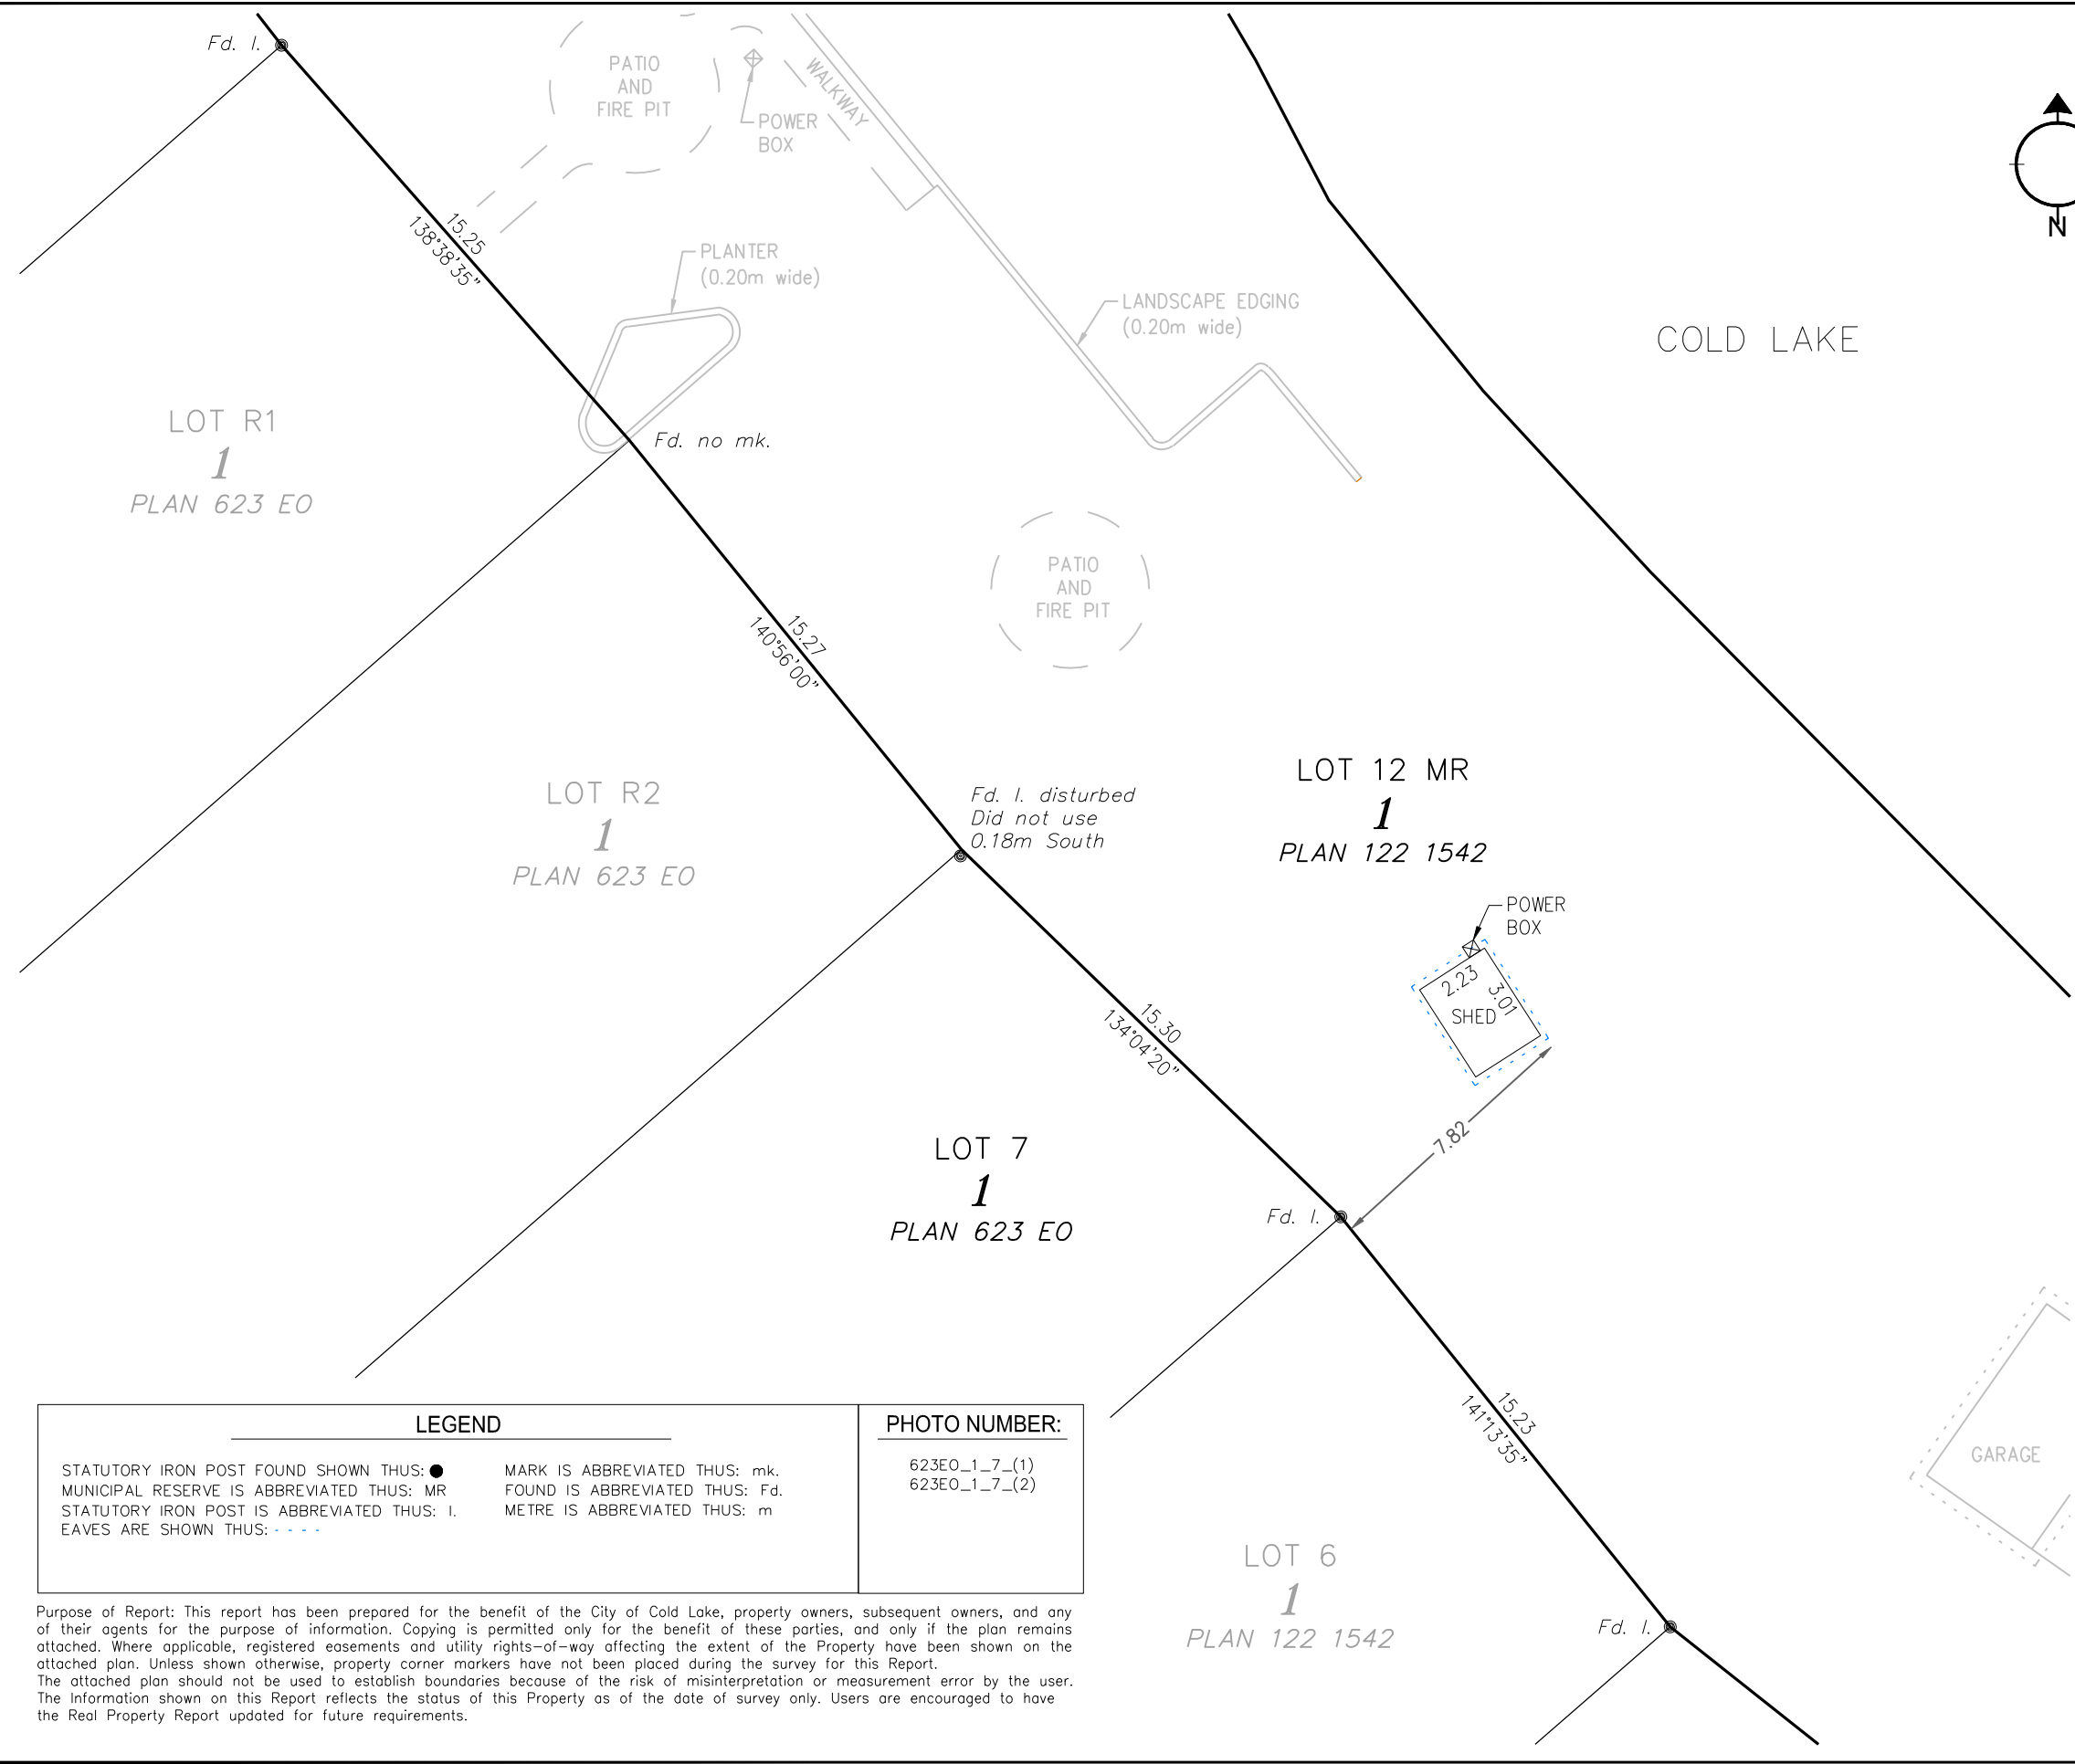 Fd. I.
PATIO
AND
FIRE PIT
POWER
BOX
WALKWAY
N
15.25
138°38'35"
PLANTER
(0.20m wide)
LANDSCAPE EDGING
(0.20m wide)
COLD LAKE
LOT R1
1
PLAN 623 EO
Fd. no mk.
PATIO
AND
FIRE PIT
15.27
140°56'00"
LOT R2
1
PLAN 623 EO
Fd. I. disturbed
Did not use
0.18m South
LOT 12 MR
1
PLAN 122 1542
POWER
BOX
2.23
3.01
SHED
15.30
134°04'20"
7.82
LOT 7
1
PLAN 623 EO
Fd. I.
15.23
141°13'35"
GARAGE
LOT 6
1
PLAN 122 1542
Fd. I.
LEGEND
STATUTORY IRON POST FOUND SHOWN THUS:
MUNICIPAL RESERVE IS ABBREVIATED THUS: MR
STATUTORY IRON POST IS ABBREVIATED THUS: I.
EAVES ARE SHOWN THUS:
MARK IS ABBREVIATED THUS: mk.
FOUND IS ABBREVIATED THUS: Fd.
METRE IS ABBREVIATED THUS: m
PHOTO NUMBER:
623EO_1_7_(1)
623EO_1_7_(2)
Purpose of Report: This report has been prepared for the benefit of the City of Cold Lake, property owners, subsequent owners, and any
of their agents for the purpose of information. Copying is permitted only for the benefit of these parties, and only if the plan remains
attached. Where applicable, registered easements and utility rights-of-way affecting the extent of the Property have been shown on the
attached plan. Unless shown otherwise, property corner markers have not been placed during the survey for this Report.
The attached plan should not be used to establish boundaries because of the risk of misinterpretation or measurement error by the user.
The Information shown on this Report reflects the status of this Property as of the date of survey only. Users are encouraged to have
the Real Property Report updated for future requirements.